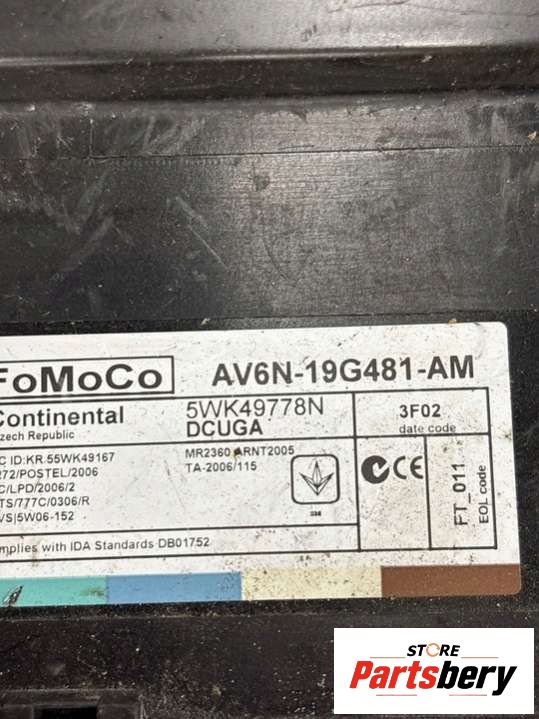 FoMoCo
AV6N-19G481-AM
Continental
zech Republic
5WK49778N
DCUGA
3F02
date code
C ID:KR 55WK49167
272/POSTEL/2006
C/LPD/2006/2
TS/777C/0306/R
VS|5W06-152
MR2360 ARNT2005
TA-2006/115
CE
FT_011
EOL code
mplies with IDA Standards DB01752
STORE
Partsbery